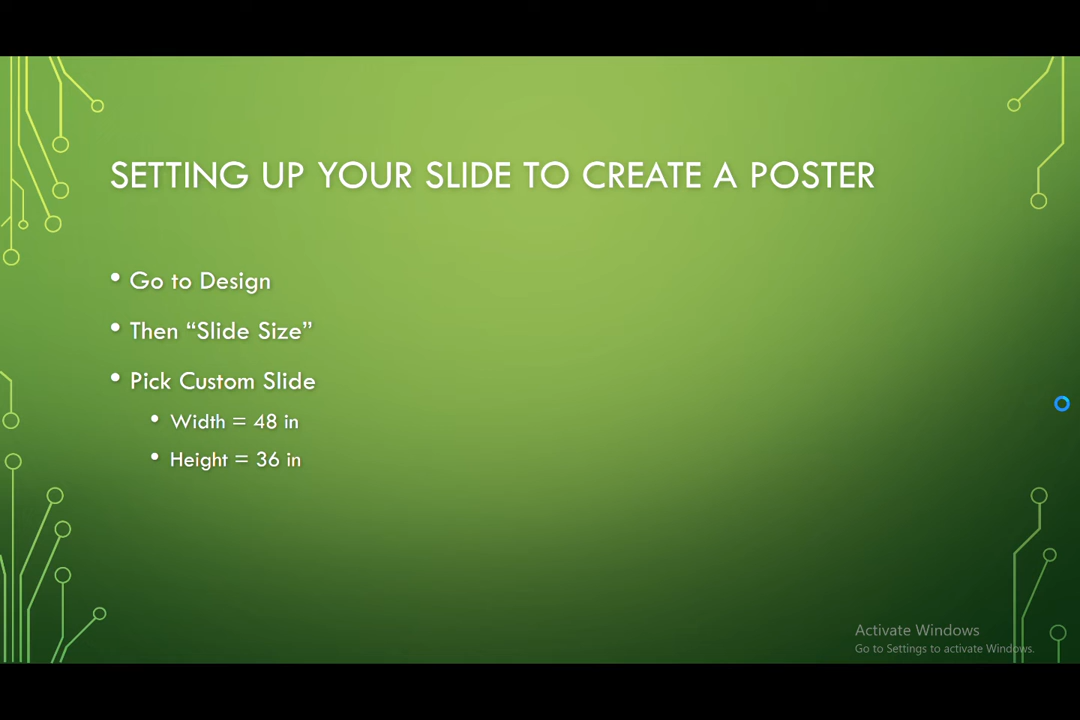 SETTING UP YOUR SLIDE TO CREATE A POSTER
• Go to Design
• Then “Slide Size”
• Pick Custom Slide
• Width = 48 in
• Height = 36 in
Activate Windows
Go to Settings to activate Windows.